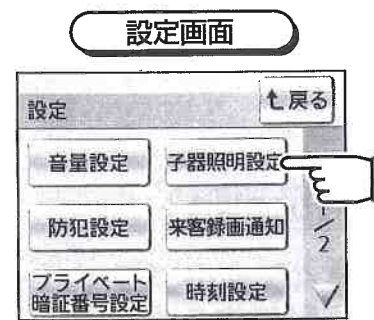 設定画面
設定
戻る
音量設定
子器照明設定
防犯設定
来客録画通知
1/2
プライベート
暗証番号設定
時刻設定